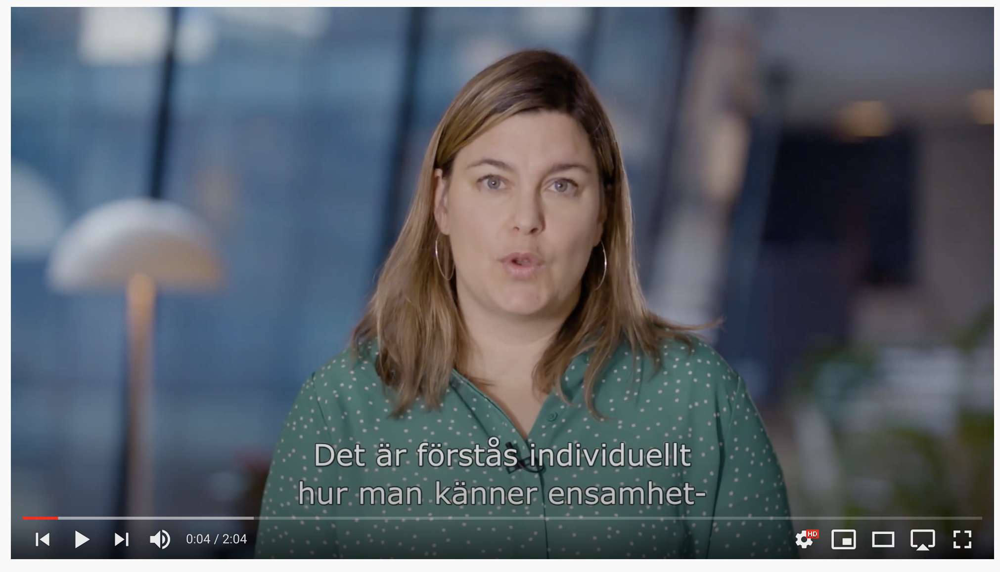 Det är förstås individuellt
hur man känner ensamhet-
0:04 / 2:04
HD